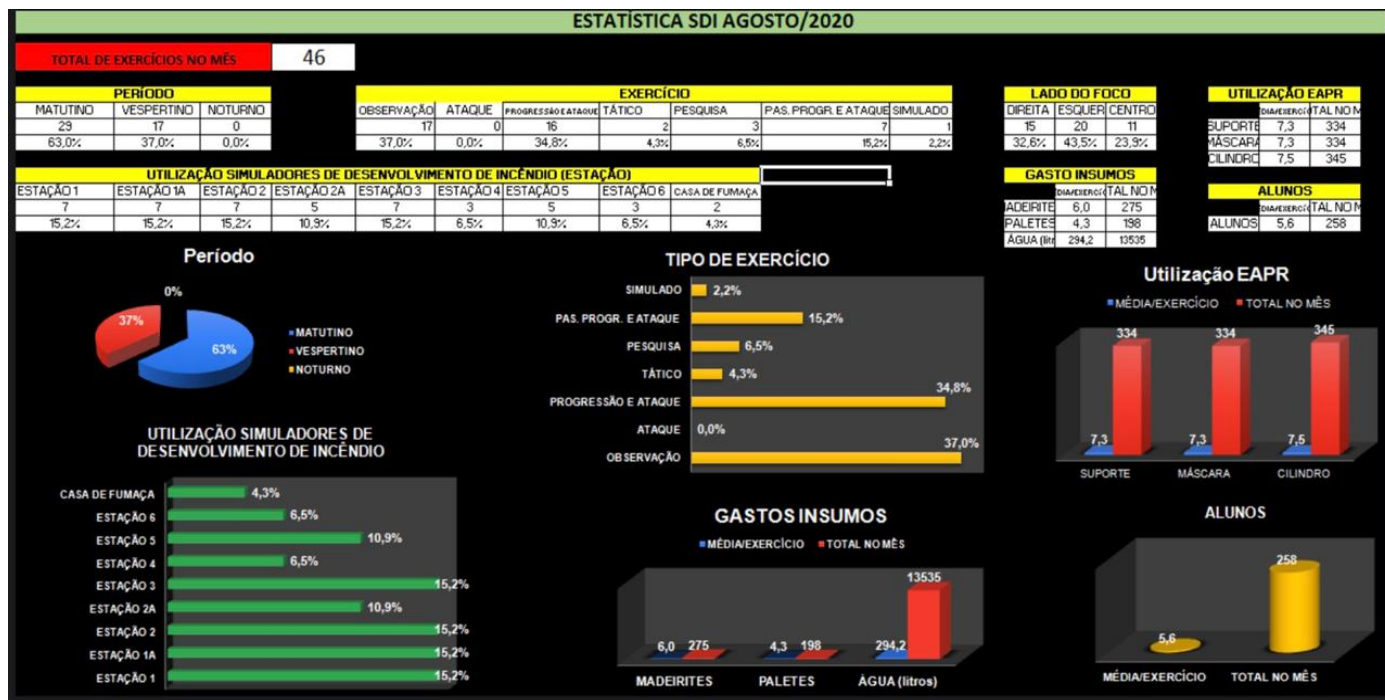 ESTATÍSTICA SDI AGOSTO/2020
TOTAL DE EXERCÍCIOS NO MÊS 46
PERÍODO
MATUTINO VESPERTINO NOTURNO
29 17 0
63,0% 37,0% 0,0%
EXERCÍCIO
OBSERVAÇÃO ATAQUE PROGRESSÃO E ATAQUE TÁTICO PESQUISA PAS. PROGR. E ATAQUE SIMULADO
17 0 16 2 3 7 1
37,0% 0,0% 34,8% 4,3% 6,5% 15,2% 2,2%
LADO DO FOCO
DIREITA ESQUER CENTRO
15 20 11
32,6% 43,5% 23,9%
UTILIZAÇÃO EAPR
DIA/EXERCÍC TAL NO M
SUPORTE 7,3 334
MÁSCARA 7,3 334
CILINDRO 7,5 345
UTILIZAÇÃO SIMULADORES DE DESENVOLVIMENTO DE INCÊNDIO (ESTAÇÃO)
ESTAÇÃO 1 ESTAÇÃO 1A ESTAÇÃO 2 ESTAÇÃO 2A ESTAÇÃO 3 ESTAÇÃO 4 ESTAÇÃO 5 ESTAÇÃO 6 CASA DE FUMAÇA
7 7 7 5 7 3 5 3 2
15,2% 15,2% 15,2% 10,9% 15,2% 6,5% 10,9% 6,5% 4,3%
GASTO INSUMOS
DIA/EXERCÍC TAL NO M
ADEIRITE 6,0 275
PALETES 4,3 198
ÁGUA (litr 294,2 13535
ALUNOS
DIA/EXERCÍC TAL NO M
ALUNOS 5,6 258
Período
0%
37%
63%
MATUTINO
VESPERTINO
NOTURNO
TIPO DE EXERCÍCIO
SIMULADO 2,2%
PAS. PROGR. E ATAQUE 15,2%
PESQUISA 6,5%
TÁTICO 4,3%
PROGRESSÃO E ATAQUE 34,8%
ATAQUE 0,0%
OBSERVAÇÃO 37,0%
Utilização EAPR
MÉDIA/EXERCÍCIO TOTAL NO MÊS
334 334 345
7,3 7,3 7,5
SUPORTE MÁSCARA CILINDRO
UTILIZAÇÃO SIMULADORES DE
DESENVOLVIMENTO DE INCÊNDIO
CASA DE FUMAÇA 4,3%
ESTAÇÃO 6 6,5%
ESTAÇÃO 5 10,9%
ESTAÇÃO 4 6,5%
ESTAÇÃO 3 15,2%
ESTAÇÃO 2A 10,9%
ESTAÇÃO 2 15,2%
ESTAÇÃO 1A 15,2%
ESTAÇÃO 1 15,2%
GASTOS INSUMOS
MÉDIA/EXERCÍCIO TOTAL NO MÊS
13535
6,0 275 4,3 198 294,2
MADEIRITES PALETES ÁGUA (litros)
ALUNOS
258
5,6
MÉDIA/EXERCÍCIO TOTAL NO MÊS